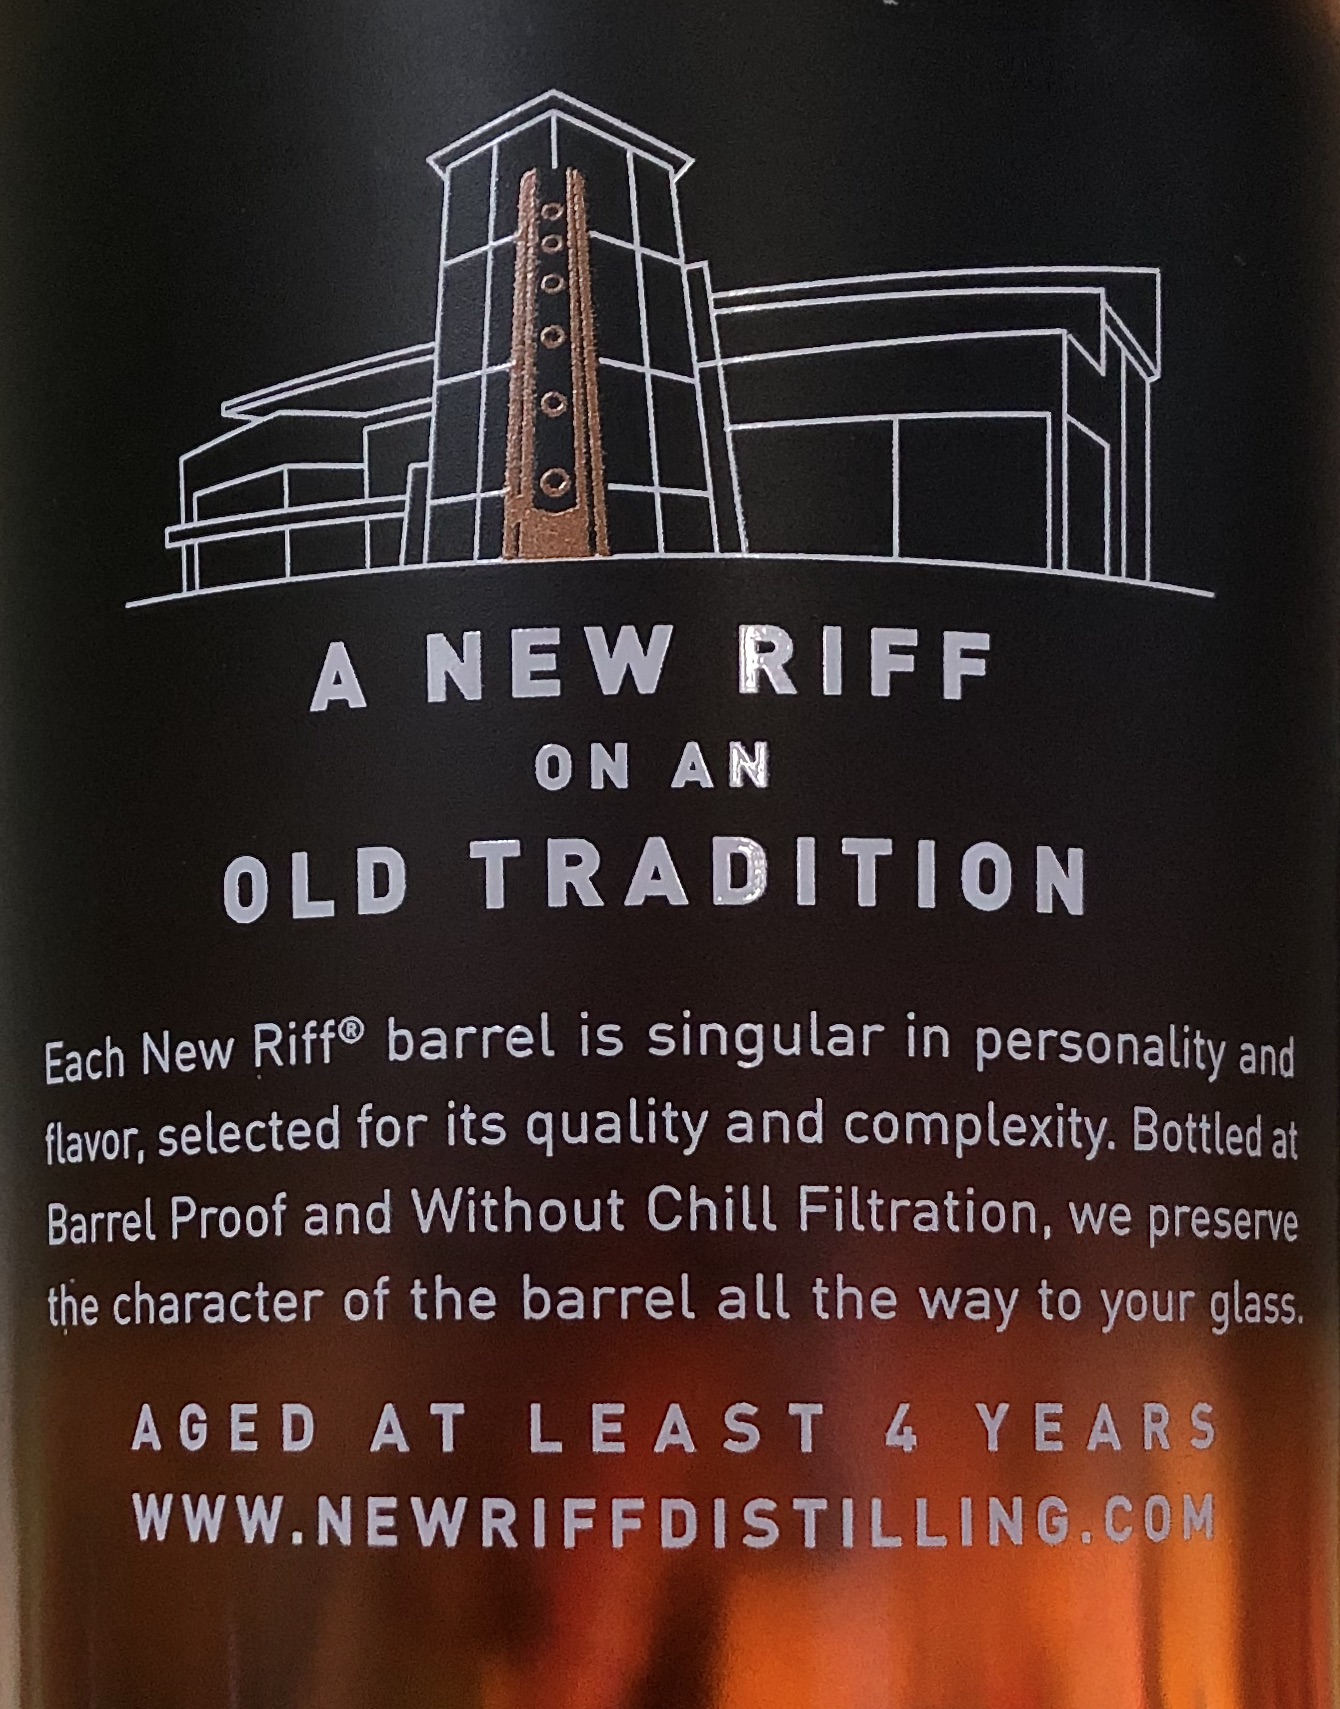 A NEW RIFF
ON AN
OLD TRADITION
Each New Riff® barrel is singular in personality and
flavor, selected for its quality and complexity. Bottled at
Barrel Proof and Without Chill Filtration, we preserve
the character of the barrel all the way to your glass.
AGED AT LEAST 4 YEARS
WWW.NEWRIFFDISTILLING.COM